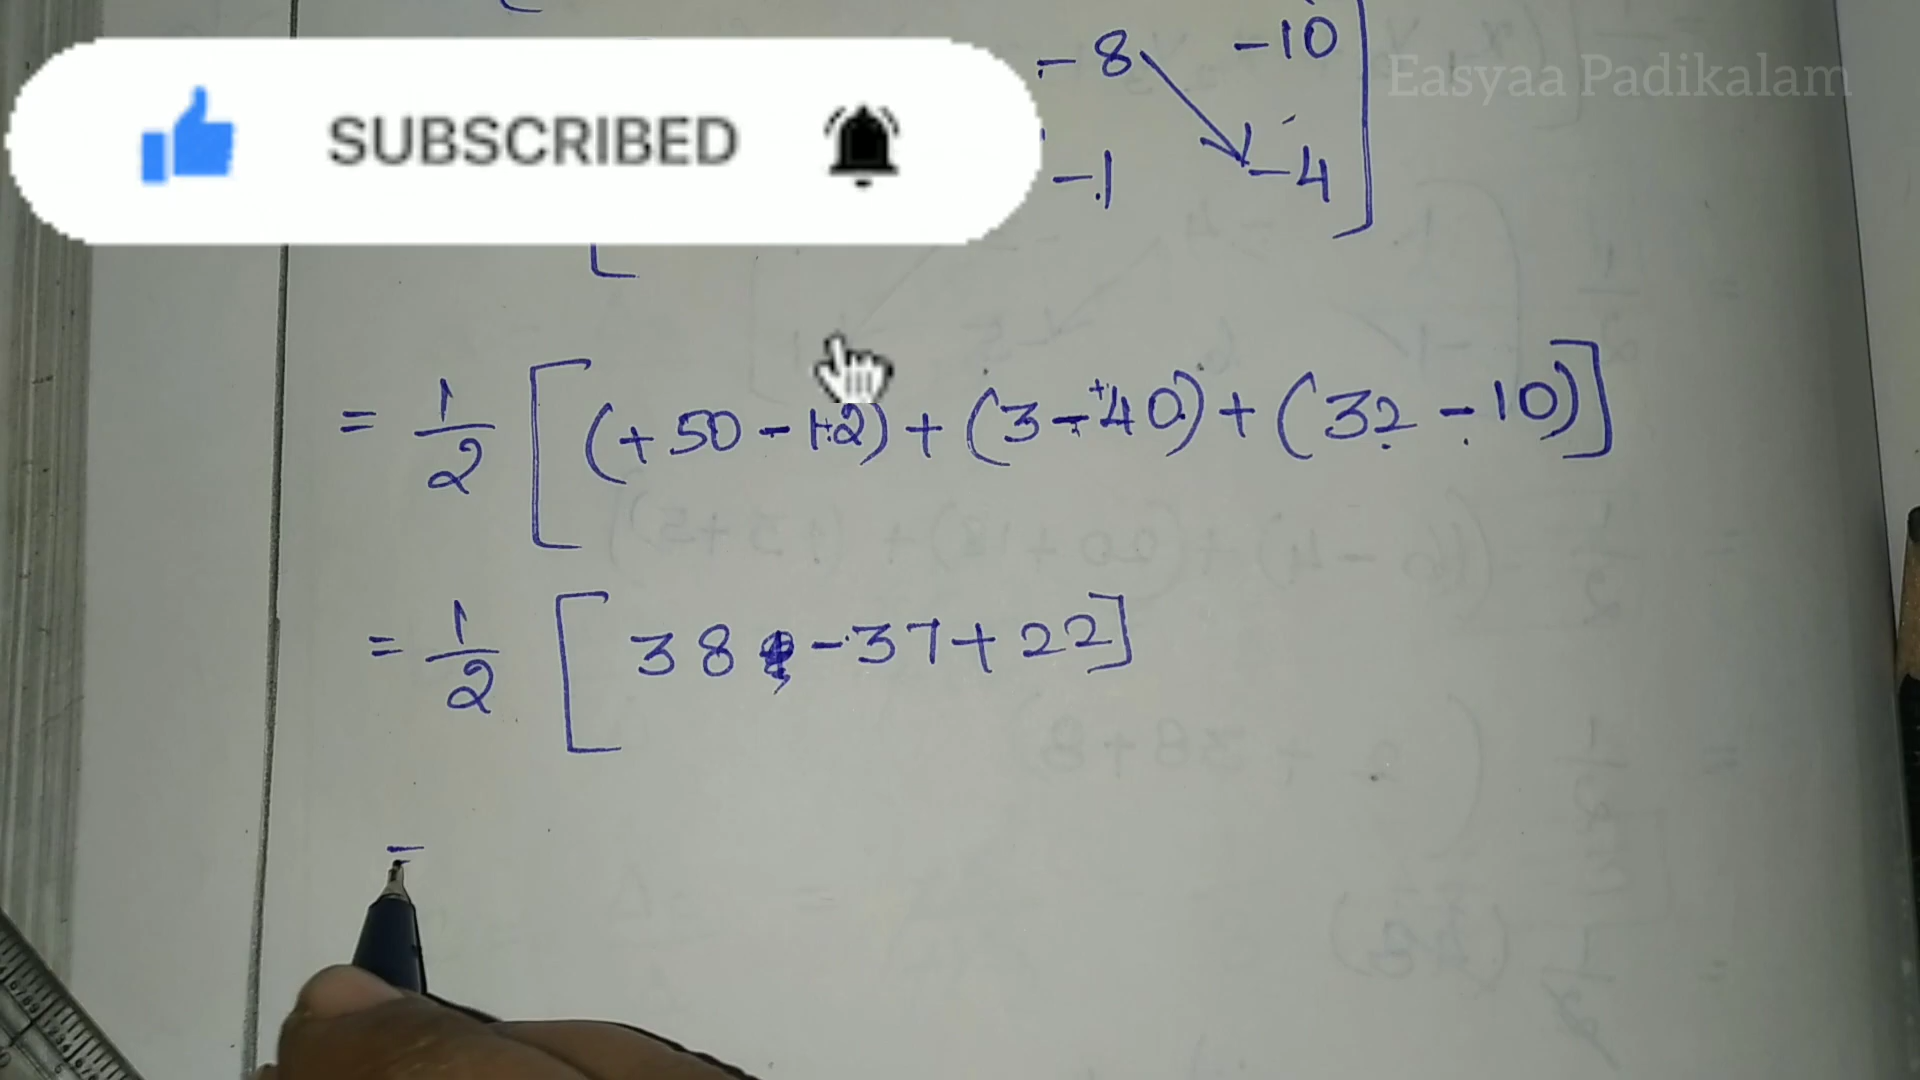 -8 -10
Easyaa Padikalam
SUBSCRIBED
-1 -4
= 1/2 [(+50-12)+(3-40)+(32-10)]
= 1/2 [38-37+22]
=